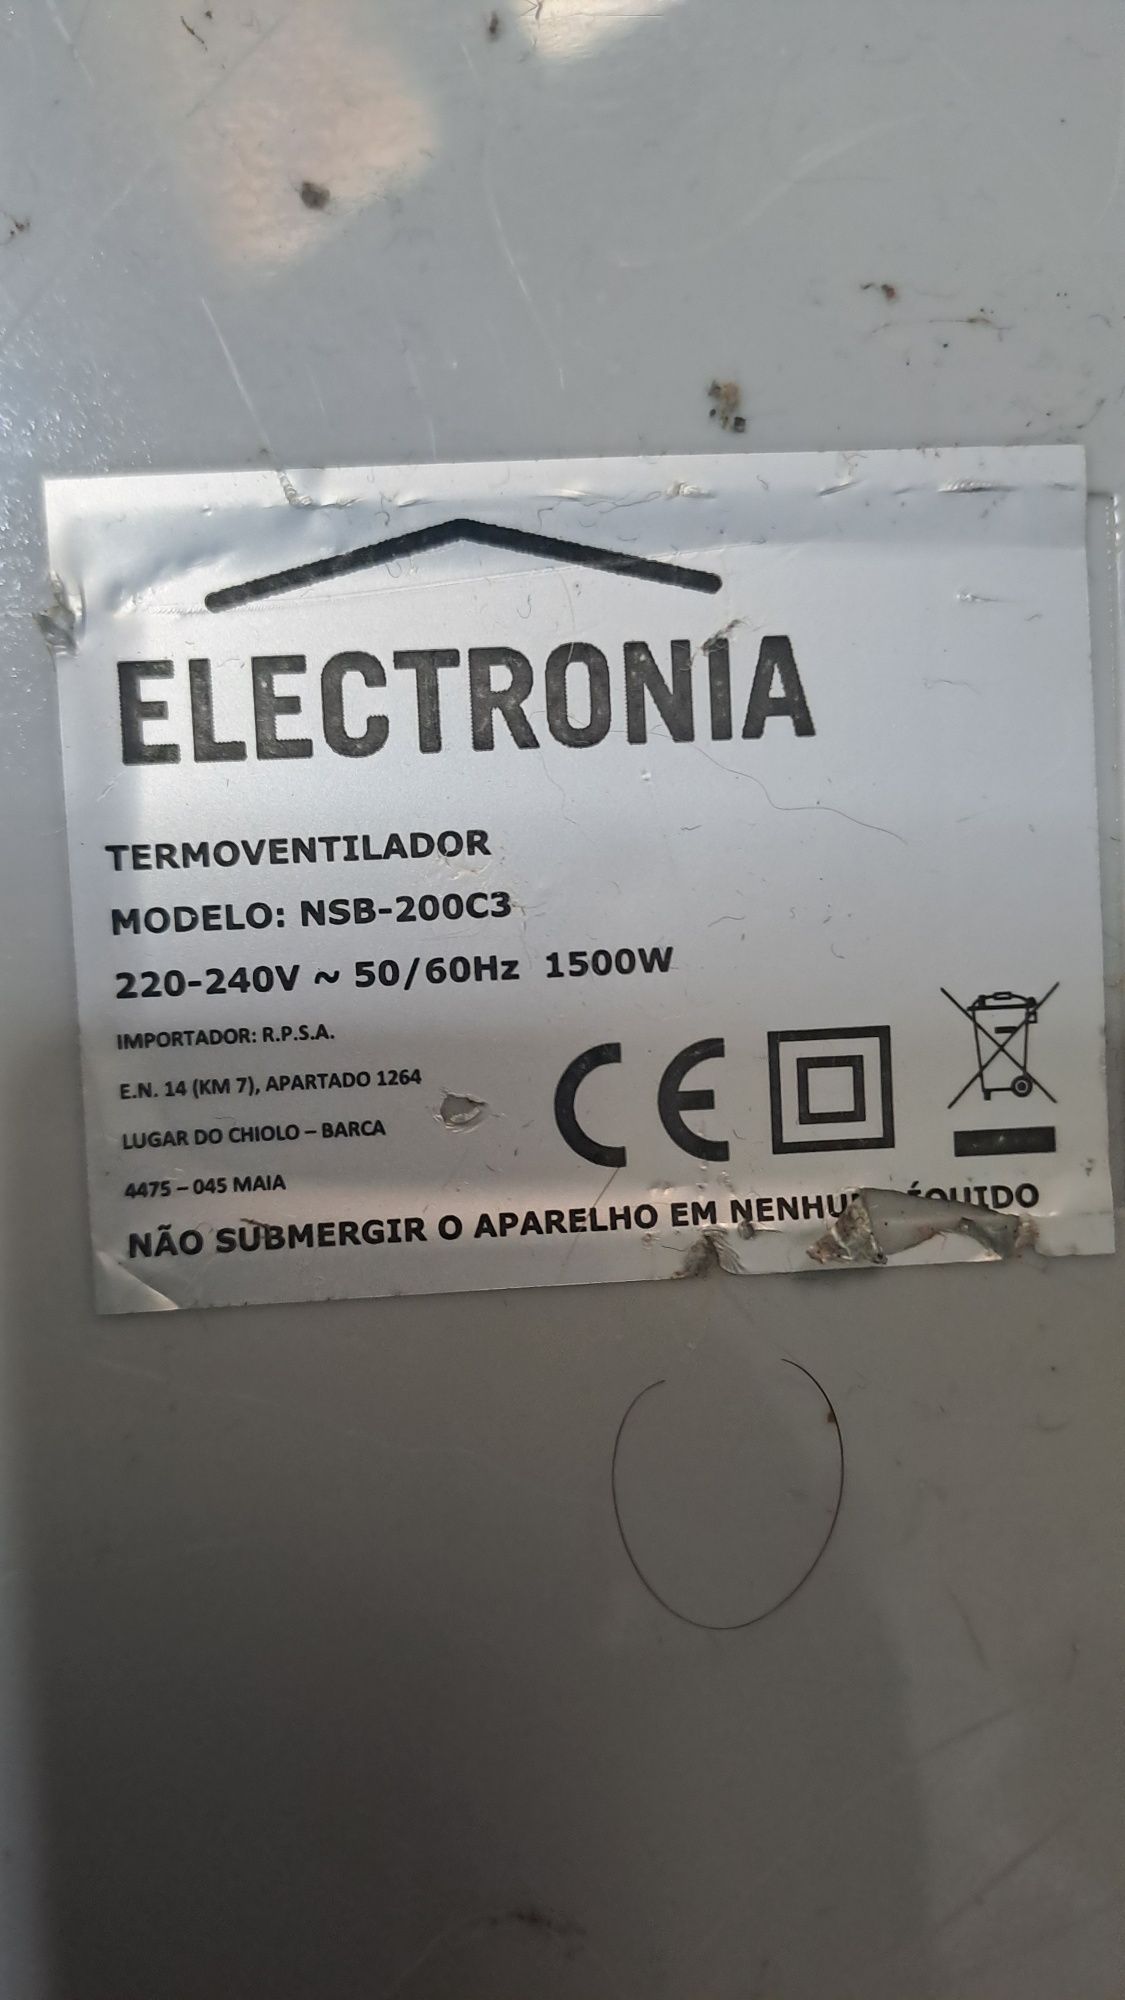 ELECTRONIA
TERMOVENTILADOR
MODELO: NSB-200C3
220-240V ~ 50/60Hz 1500W
IMPORTADOR: R.P.S.A.
E.N. 14 (KM 7), APARTADO 1264
LUGAR DO CHIOLO – BARCA
4475 – 045 MAIA
CE
NÃO SUBMERGIR O APARELHO EM